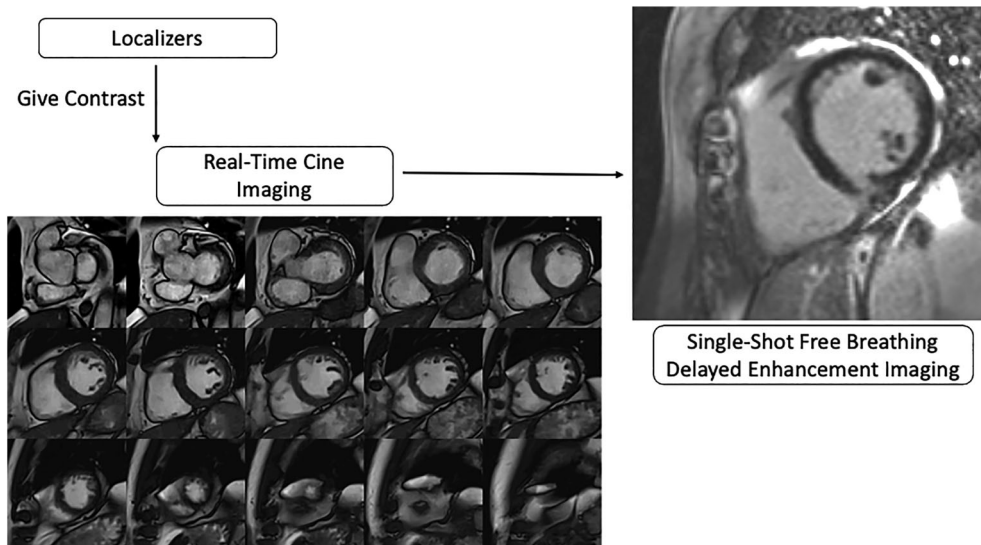 Localizers
Give Contrast
Real-Time Cine
Imaging
Single-Shot Free Breathing
Delayed Enhancement Imaging